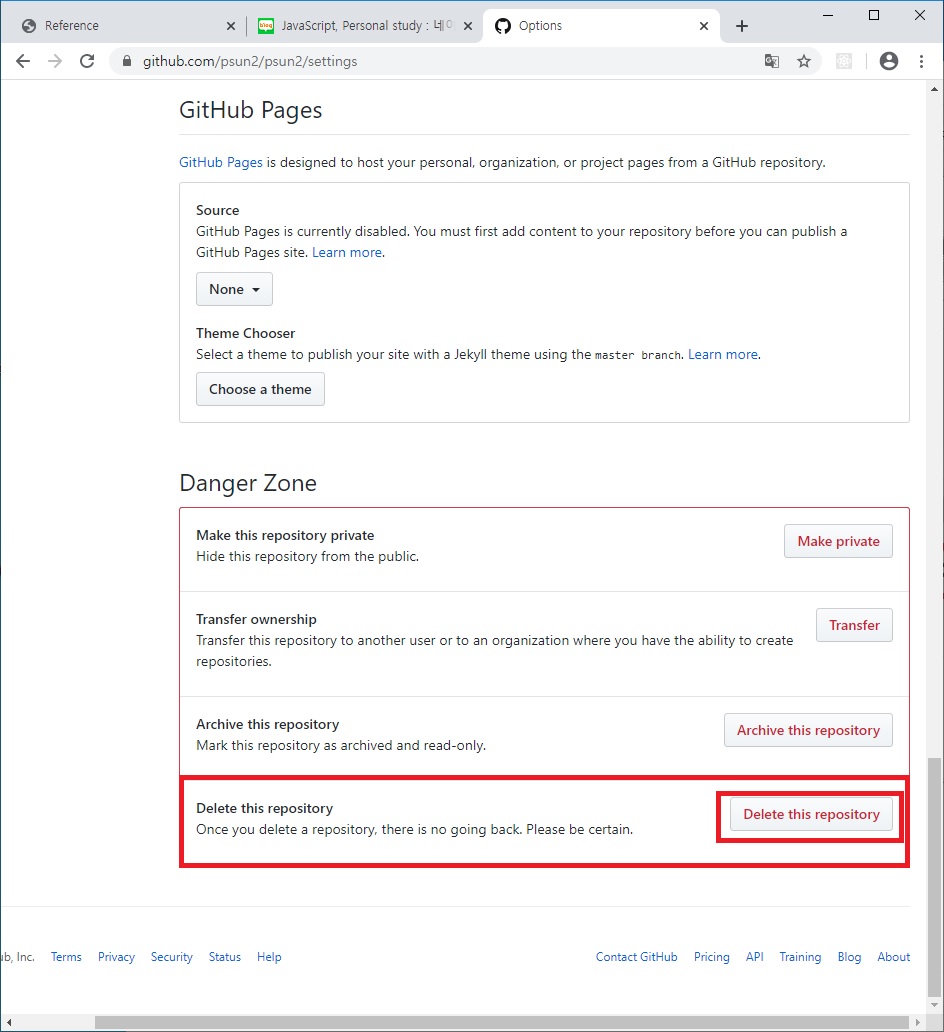 Reference
blog
JavaScript, Personal study : 네이
Options
github.com/psun2/psun2/settings
GitHub Pages
GitHub Pages is designed to host your personal, organization, or project pages from a GitHub repository.
Source
GitHub Pages is currently disabled. You must first add content to your repository before you can publish a
GitHub Pages site. Learn more.
None
Theme Chooser
Select a theme to publish your site with a Jekyll theme using the master branch. Learn more.
Choose a theme
Danger Zone
Make this repository private
Hide this repository from the public.
Make private
Transfer ownership
Transfer this repository to another user or to an organization where you have the ability to create
repositories.
Transfer
Archive this repository
Mark this repository as archived and read-only.
Archive this repository
Delete this repository
Once you delete a repository, there is no going back. Please be certain.
Delete this repository
ub, Inc. Terms Privacy Security Status Help Contact GitHub Pricing API Training Blog About